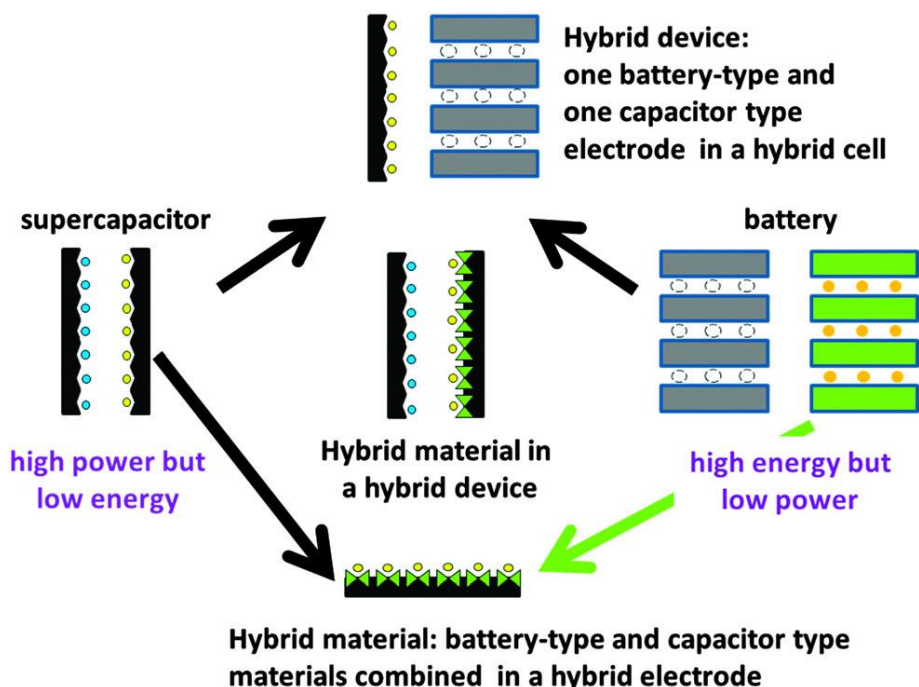 Hybrid device:
one battery-type and
one capacitor type
electrode in a hybrid cell
supercapacitor
battery
high power but
low energy
Hybrid material in
a hybrid device
high energy but
low power
Hybrid material: battery-type and capacitor type
materials combined in a hybrid electrode